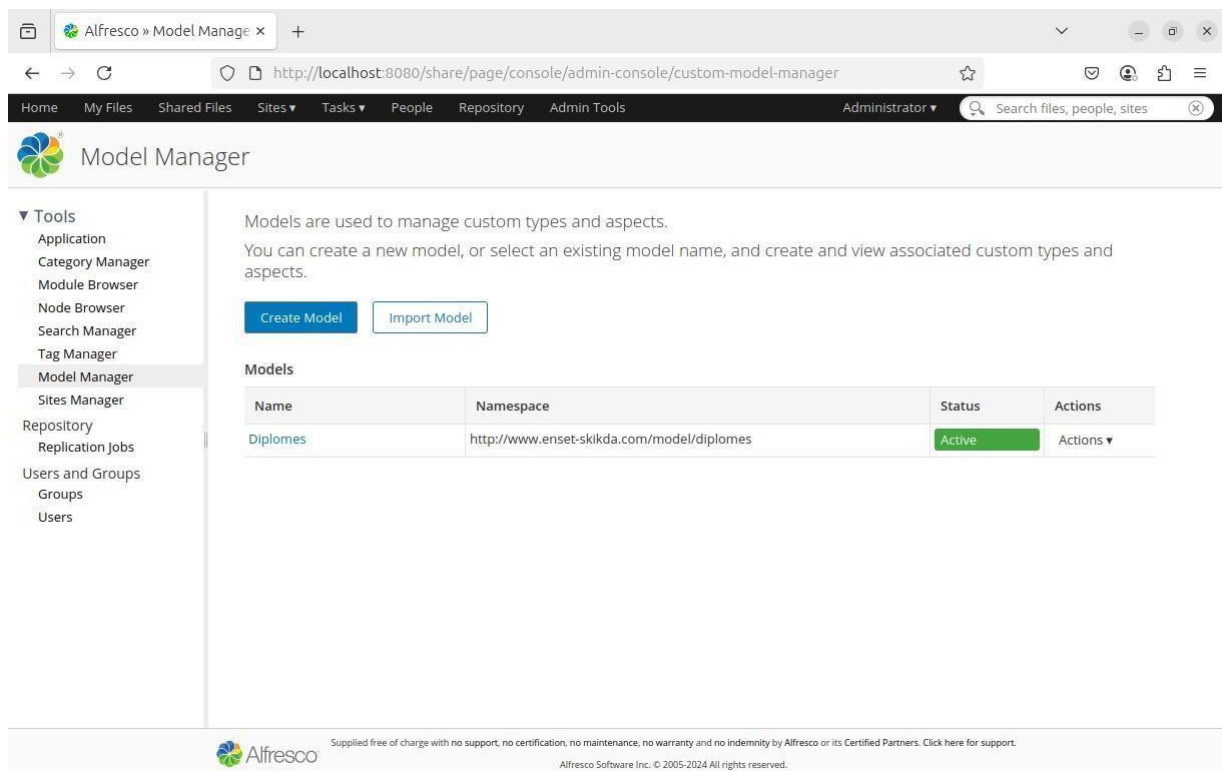 Alfresco » Model Manage
http://localhost:8080/share/page/console/admin-console/custom-model-manager
Home My Files Shared Files Sites ▾ Tasks ▾ People Repository Admin Tools Administrator ▾ Search files, people, sites
Model Manager
Tools
Application
Category Manager
Module Browser
Node Browser
Search Manager
Tag Manager
Model Manager
Sites Manager
Repository
Replication Jobs
Users and Groups
Groups
Users
Models are used to manage custom types and aspects.
You can create a new model, or select an existing model name, and create and view associated custom types and
aspects.
Create Model Import Model
Models
Name Namespace Status Actions
Diplomes http://www.enset-skikda.com/model/diplomes Active Actions ▾
Alfresco
Supplied free of charge with no support, no certification, no maintenance, no warranty and no indemnity by Alfresco or its Certified Partners. Click here for support.
Alfresco Software Inc. © 2005-2024 All rights reserved.